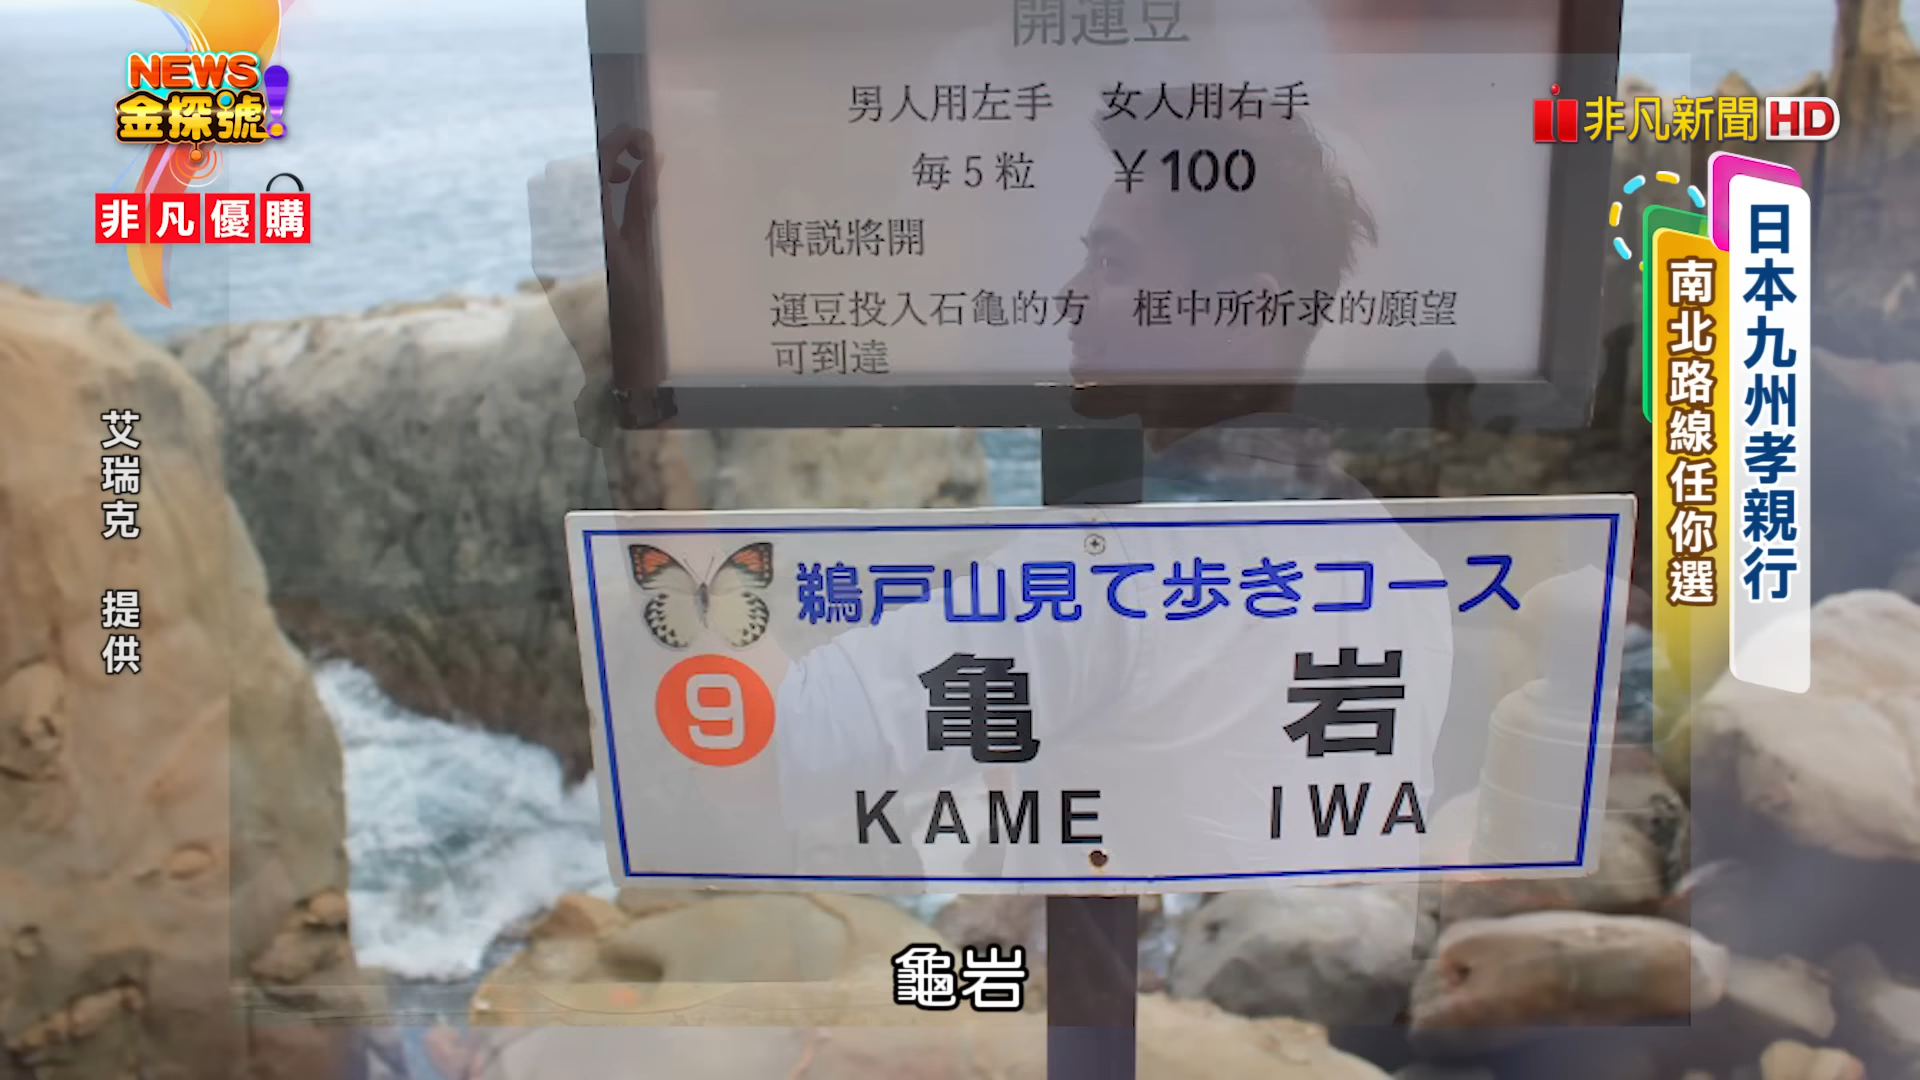 NEWS
金探號!
非凡優購
艾瑞克 提供
非凡新聞HD
日本九州孝親行
南北路線任你選
開運豆
男人用左手 女人用右手
毎5粒 ￥100
傳説將開
運豆投入石亀的方 框中所祈求的願望
可到達
鵜戸山見て歩きコース
9 亀岩
KAME IWA
龜岩